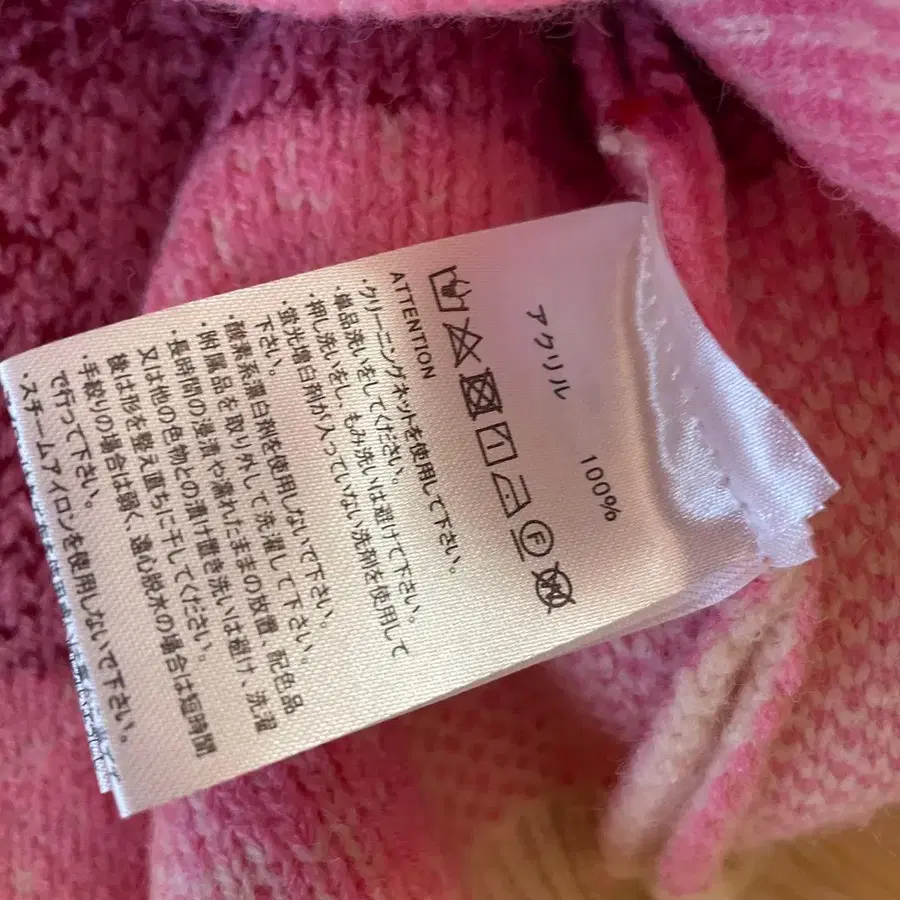 アクリル 100%
ATTENTION
・クリーニングネットを使用して下さい。
・単品洗いをしてください。
・押し洗いをし、もみ洗いは避けて下さい。
・蛍光増白剤が入っていない洗剤を使用して
下さい。
・酸素系漂白剤を使用しないで下さい。
・附属品を取り外して洗濯して下さい。
・長時間の浸漬や濡れたままの放置、配色品
又は他の色物との漬け置き洗いは避け、洗濯
後は形を整え直ちに干してください。
・手絞りの場合は弱く、遠心脱水の場合は短時間
で行って下さい。
・スチームアイロンを使用しないで下さい。
F